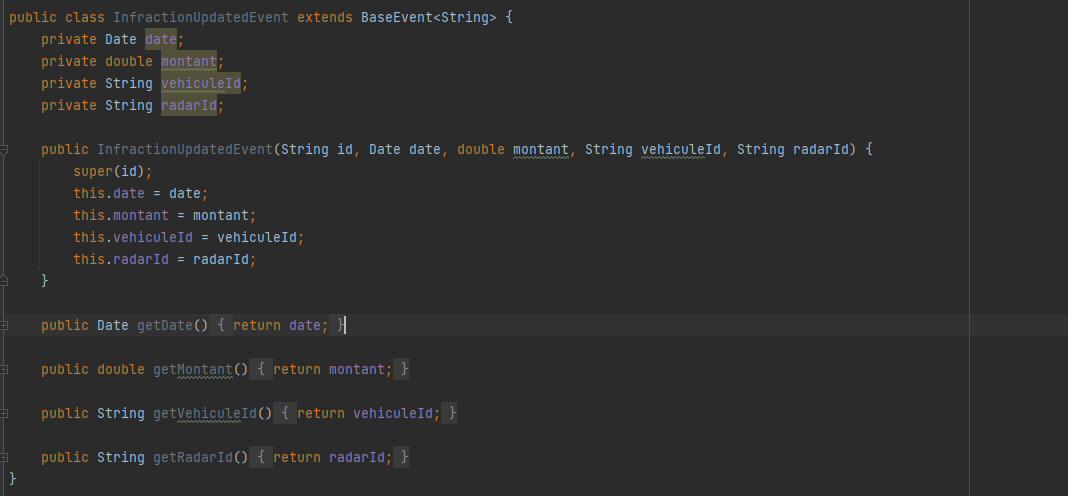 public class InfractionUpdatedEvent extends BaseEvent<String> {
    private Date date;
    private double montant;
    private String vehiculeId;
    private String radarId;
    public InfractionUpdatedEvent(String id, Date date, double montant, String vehiculeId, String radarId) {
        super(id);
        this.date = date;
        this.montant = montant;
        this.vehiculeId = vehiculeId;
        this.radarId = radarId;
    }
    public Date getDate() { return date; }
    public double getMontant() { return montant; }
    public String getVehiculeId() { return vehiculeId; }
    public String getRadarId() { return radarId; }
}